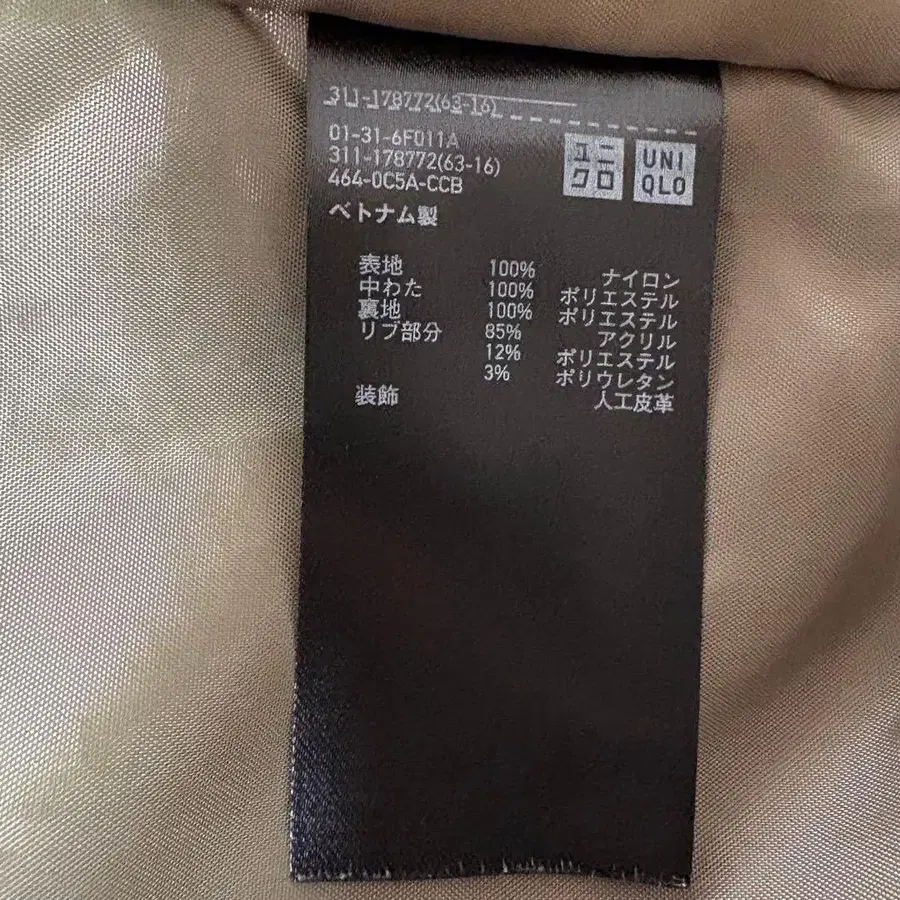 311-178772(63-16)
01-31-6F011A
311-178772(63-16)
464-0C5A-CCB
ユニクロ
UNIQLO
ベトナム製
表地 100% ナイロン
中わた 100% ポリエステル
裏地 100% ポリエステル
リブ部分 85% アクリル
12% ポリエステル
3% ポリウレタン
装飾 人工皮革